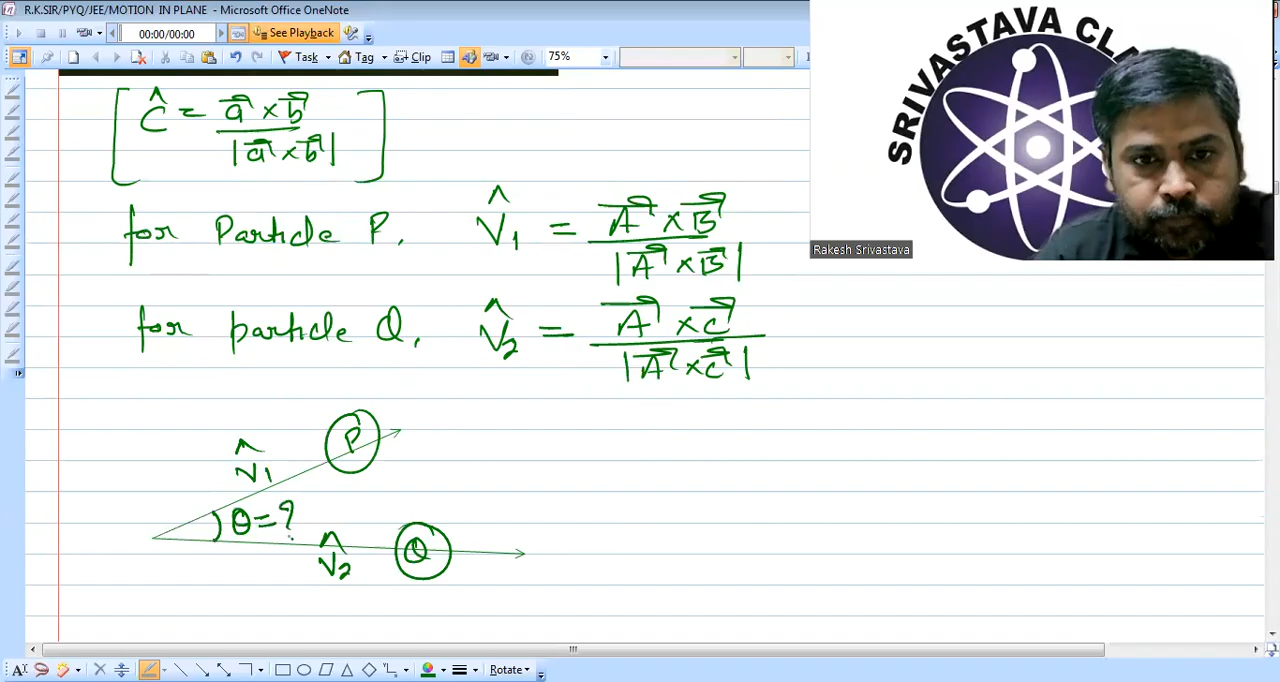 R.K.SIR/PYQ/JEE/MOTION IN PLANE - Microsoft Office OneNote
00:00/00:00 See Playback
Task Tag Clip 75%
SRIVASTAVA CLA
Rakesh Srivastava
[ ĉ = a⃗ × b⃗ / |a⃗ × b⃗| ]
for Particle P, V̂₁ = A⃗ × B⃗ / |A⃗ × B⃗|
for particle Q, V̂₂ = A⃗ × C⃗ / |A⃗ × C⃗|
P
V̂₁
θ = ?
V̂₂ Q
Rotate